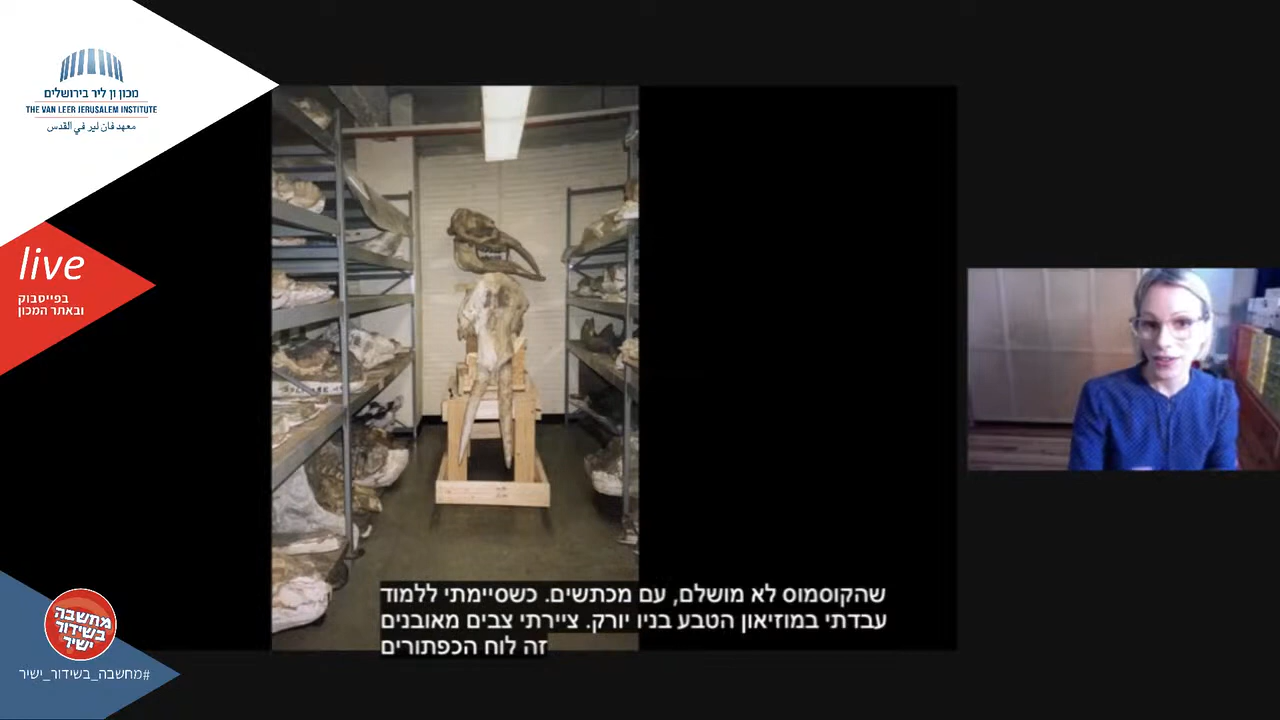 מכון ון ליר בירושלים
THE VAN LEER JERUSALEM INSTITUTE
معهد فان لير في القدس
live
בפייסבוק
ובאתר המכון
שהקוסמוס לא מושלם, עם מכתשים. כשסיימתי ללמוד
עבדתי במוזיאון הטבע בניו יורק. ציירתי צבים מאובנים
זה לוח הכפתורים
מחשבה
בשידור
ישיר
#מחשבה_בשידור_ישיר